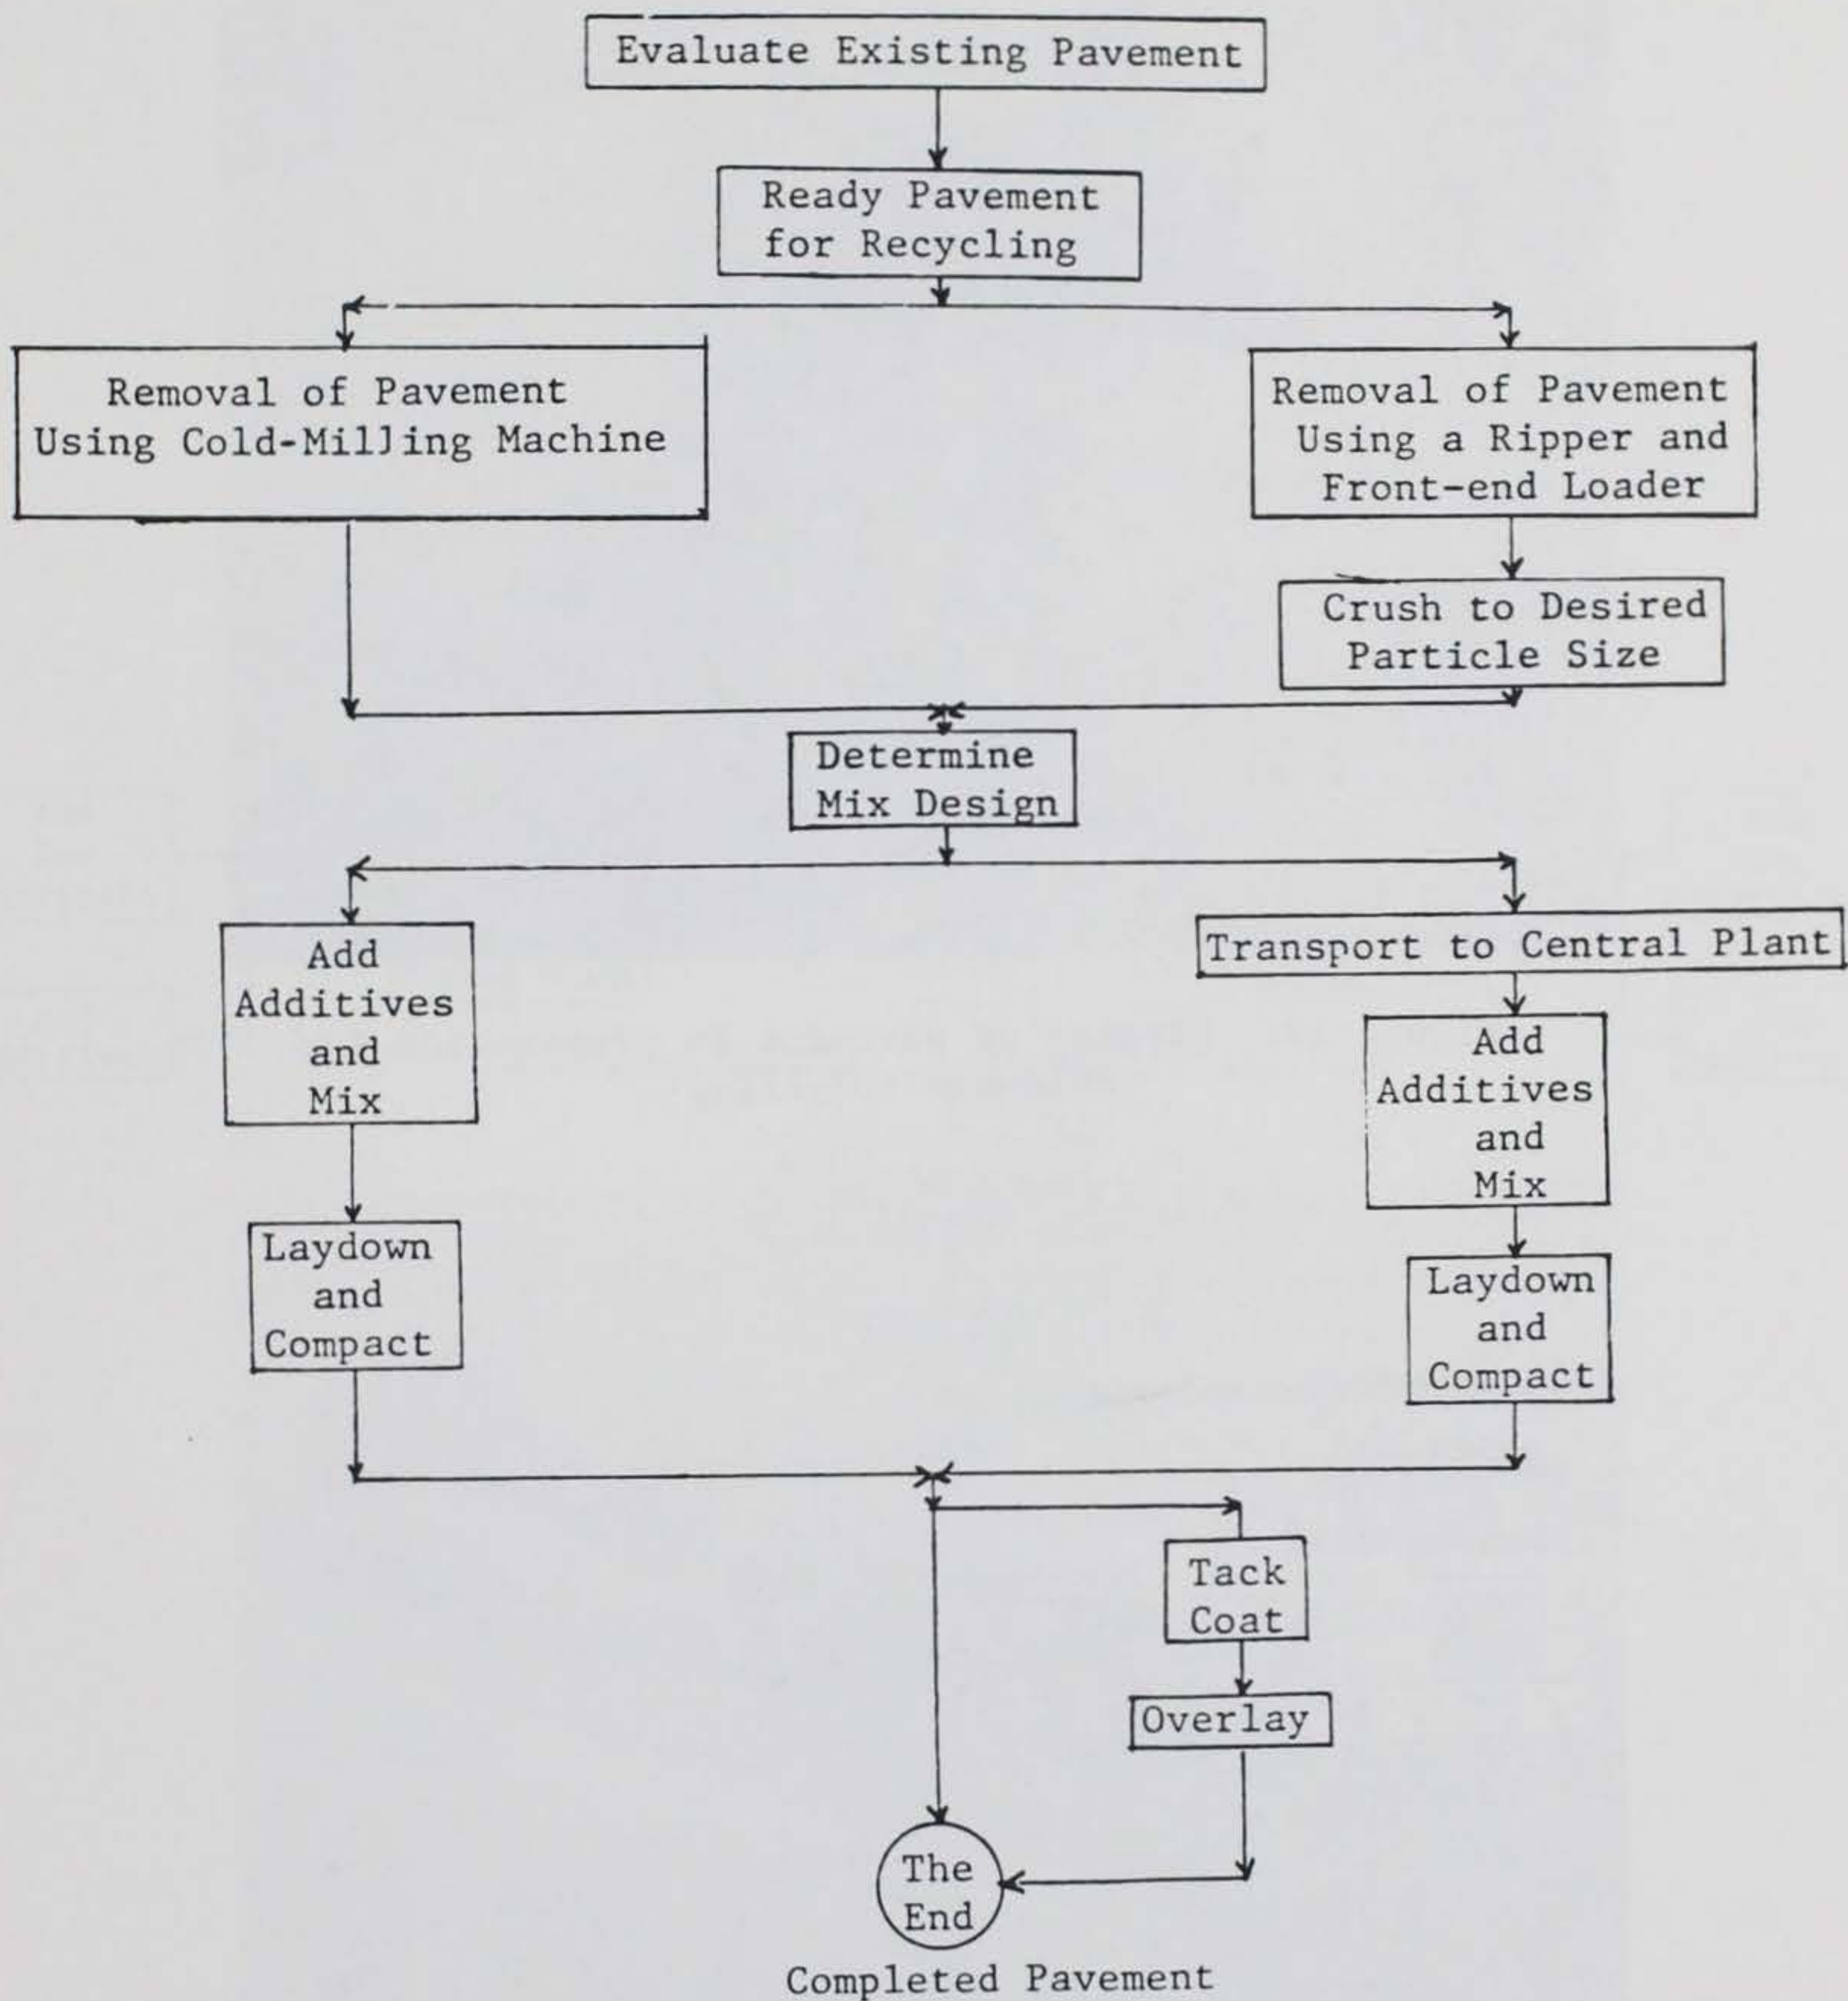 Evaluate Existing Pavement
Ready Pavement
for Recycling
Removal of Pavement
Using Cold-Milling Machine
Removal of Pavement
Using a Ripper and
Front-end Loader
Crush to Desired
Particle Size
Determine
Mix Design
Add
Additives
and
Mix
Transport to Central Plant
Add
Additives
and
Mix
Laydown
and
Compact
Laydown
and
Compact
Tack
Coat
Overlay
The
End
Completed Pavement